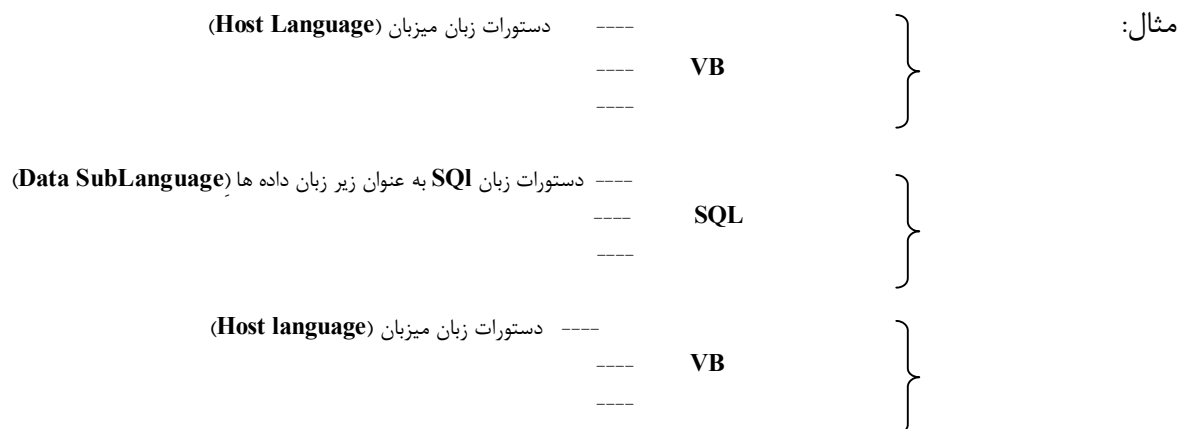 مثال:
---- دستورات زبان میزبان (Host Language)
VB ----
----
---- دستورات زبان SQl به عنوان زیر زبان داده ها (ِData SubLanguage)
SQL ----
----
---- دستورات زبان میزبان (Host language)
VB ----
----